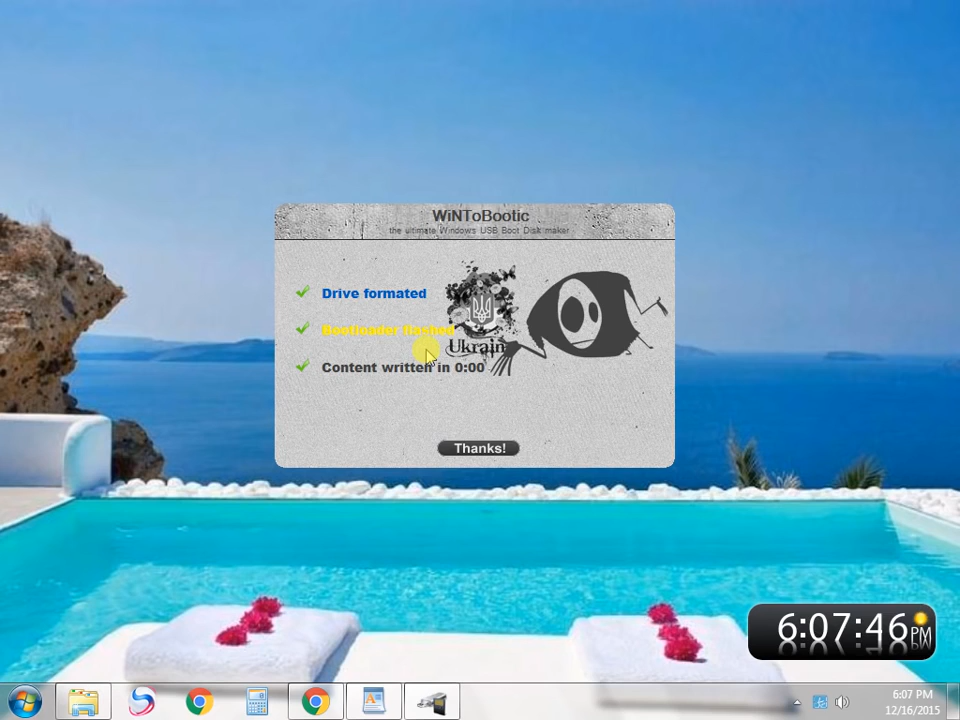 WiNToBootic
the ultimate Windows USB Boot Disk maker
Drive formated
Bootloader flashed
Ukrain
Content written in 0:00
Thanks!
6:07:46 PM
6:07 PM
12/16/2015